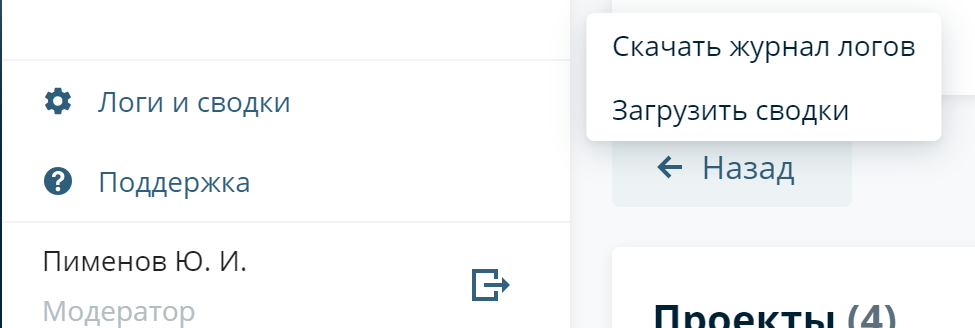 Логи и сводки
Поддержка
Пименов Ю. И.
Модератор
Скачать журнал логов
Загрузить сводки
Назад
Проекты (4)